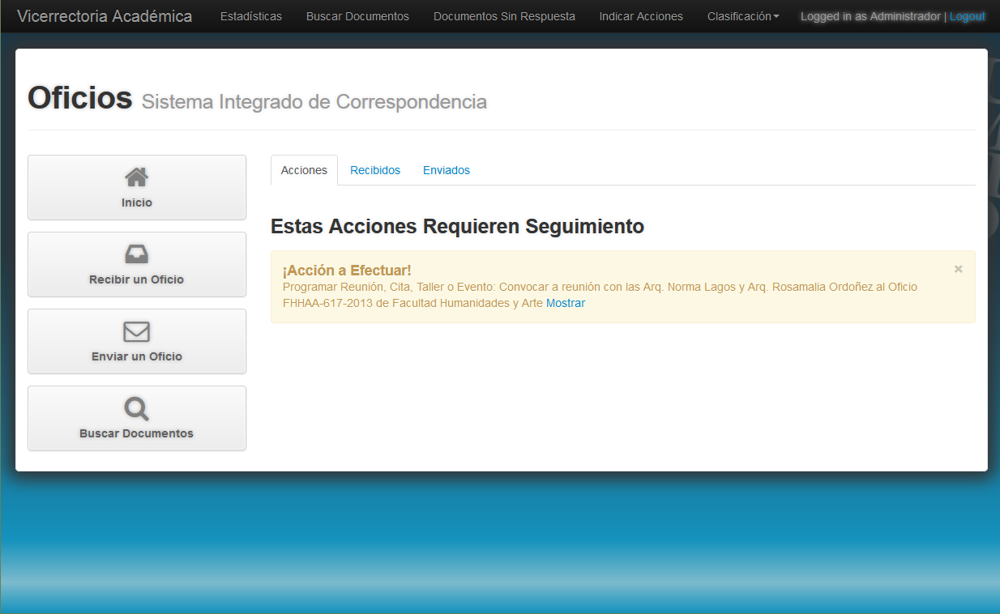 Vicerrectoria Académica Estadísticas Buscar Documentos Documentos Sin Respuesta Indicar Acciones Clasificación Logged in as Administrador | Logout
Oficios Sistema Integrado de Correspondencia
Inicio
Recibir un Oficio
Enviar un Oficio
Buscar Documentos
Acciones Recibidos Enviados
Estas Acciones Requieren Seguimiento
¡Acción a Efectuar! ×
Programar Reunión, Cita, Taller o Evento: Convocar a reunión con las Arq. Norma Lagos y Arq. Rosamalia Ordoñez al Oficio
FHHAA-617-2013 de Facultad Humanidades y Arte Mostrar